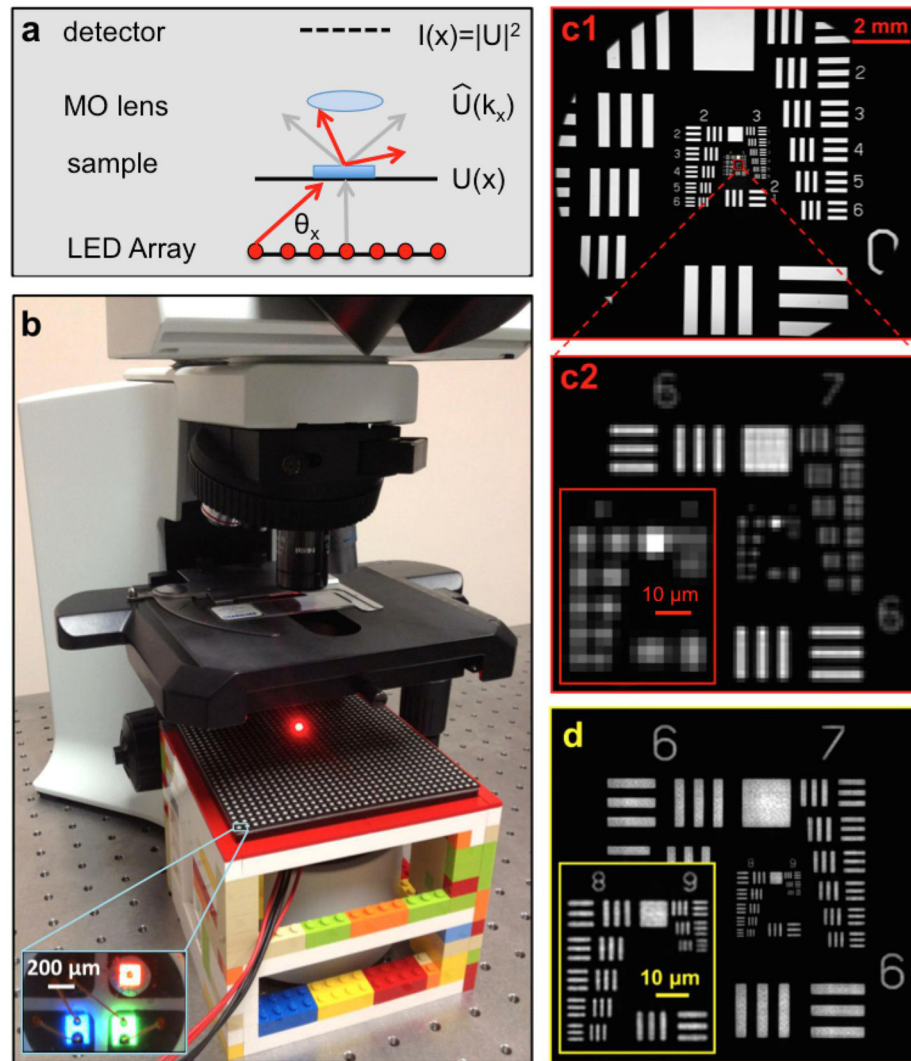 a
detector
I(x)=|U|²
MO lens
Û(kₓ)
sample
U(x)
θₓ
LED Array
b
200 µm
c1
2 mm
2
3
4
5
6
2 3
2
3
4
5
6
2
c2
6 7
10 µm
6
d
6 7
8 9
8 9
10 µm
6